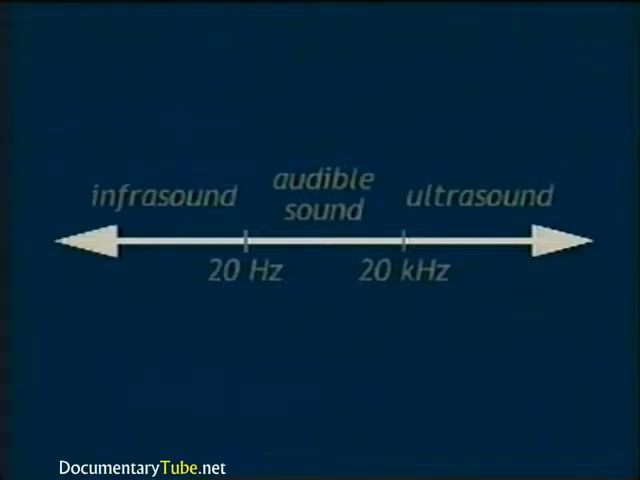 infrasound
audible
sound
ultrasound
20 Hz
20 kHz
DocumentaryTube.net